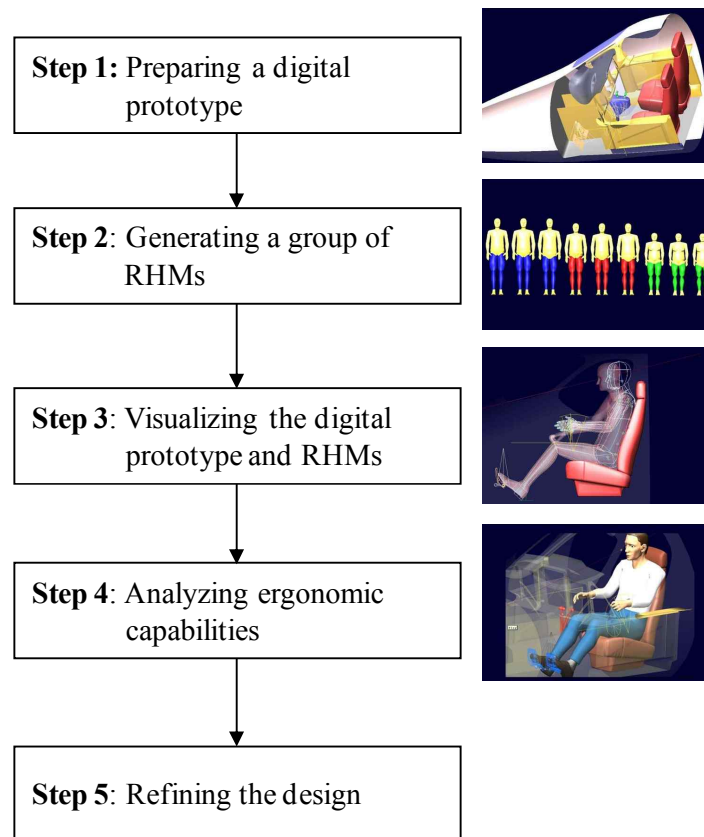 Step 1: Preparing a digital
prototype
Step 2: Generating a group of
RHMs
Step 3: Visualizing the digital
prototype and RHMs
Step 4: Analyzing ergonomic
capabilities
Step 5: Refining the design